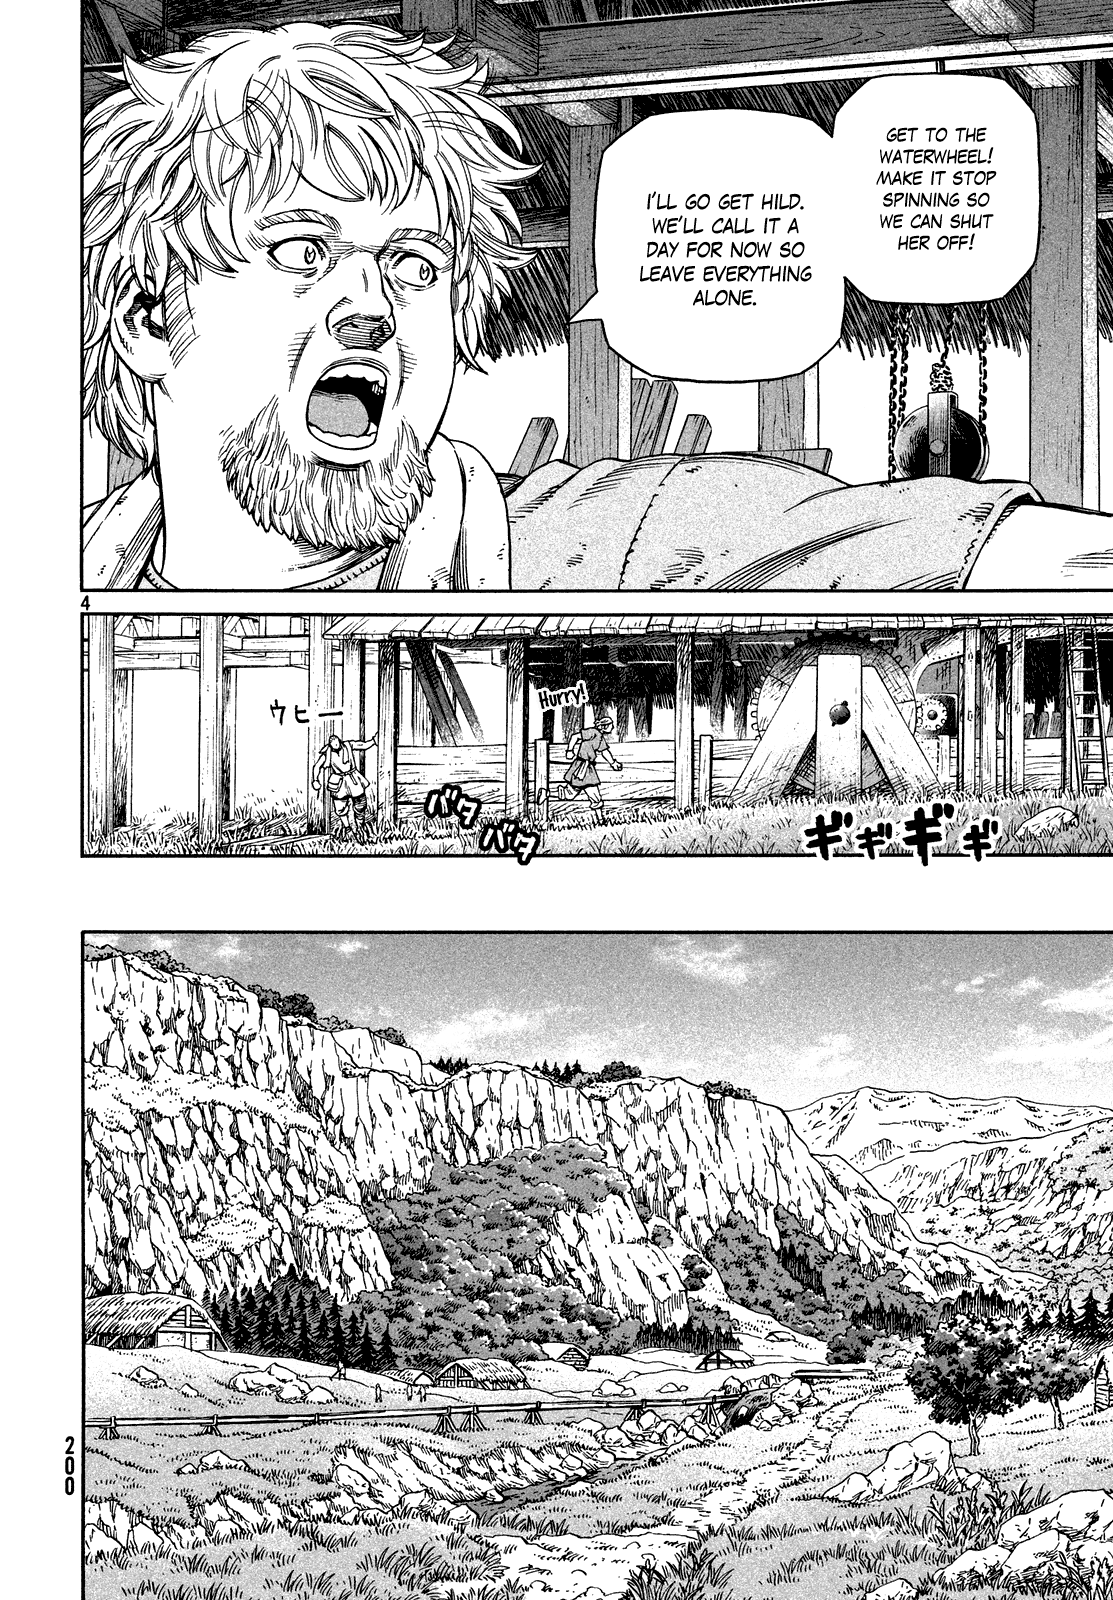 GET TO THE
WATERWHEEL!
MAKE IT STOP
SPINNING SO
WE CAN SHUT
HER OFF!
I'LL GO GET HILD.
WE'LL CALL IT A
DAY FOR NOW SO
LEAVE EVERYTHING
ALONE.
4
Hurry!
ウヒー
バタ
バタ
ギギギギ
200